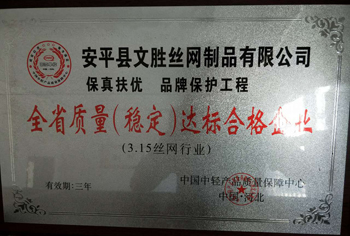 安平县文胜丝网制品有限公司
保真扶优 品牌保护工程
全省质量(稳定)达标合格企业
(3.15丝网行业)
有效期:三年
中国中轻产品质量保障中心
中国·河北